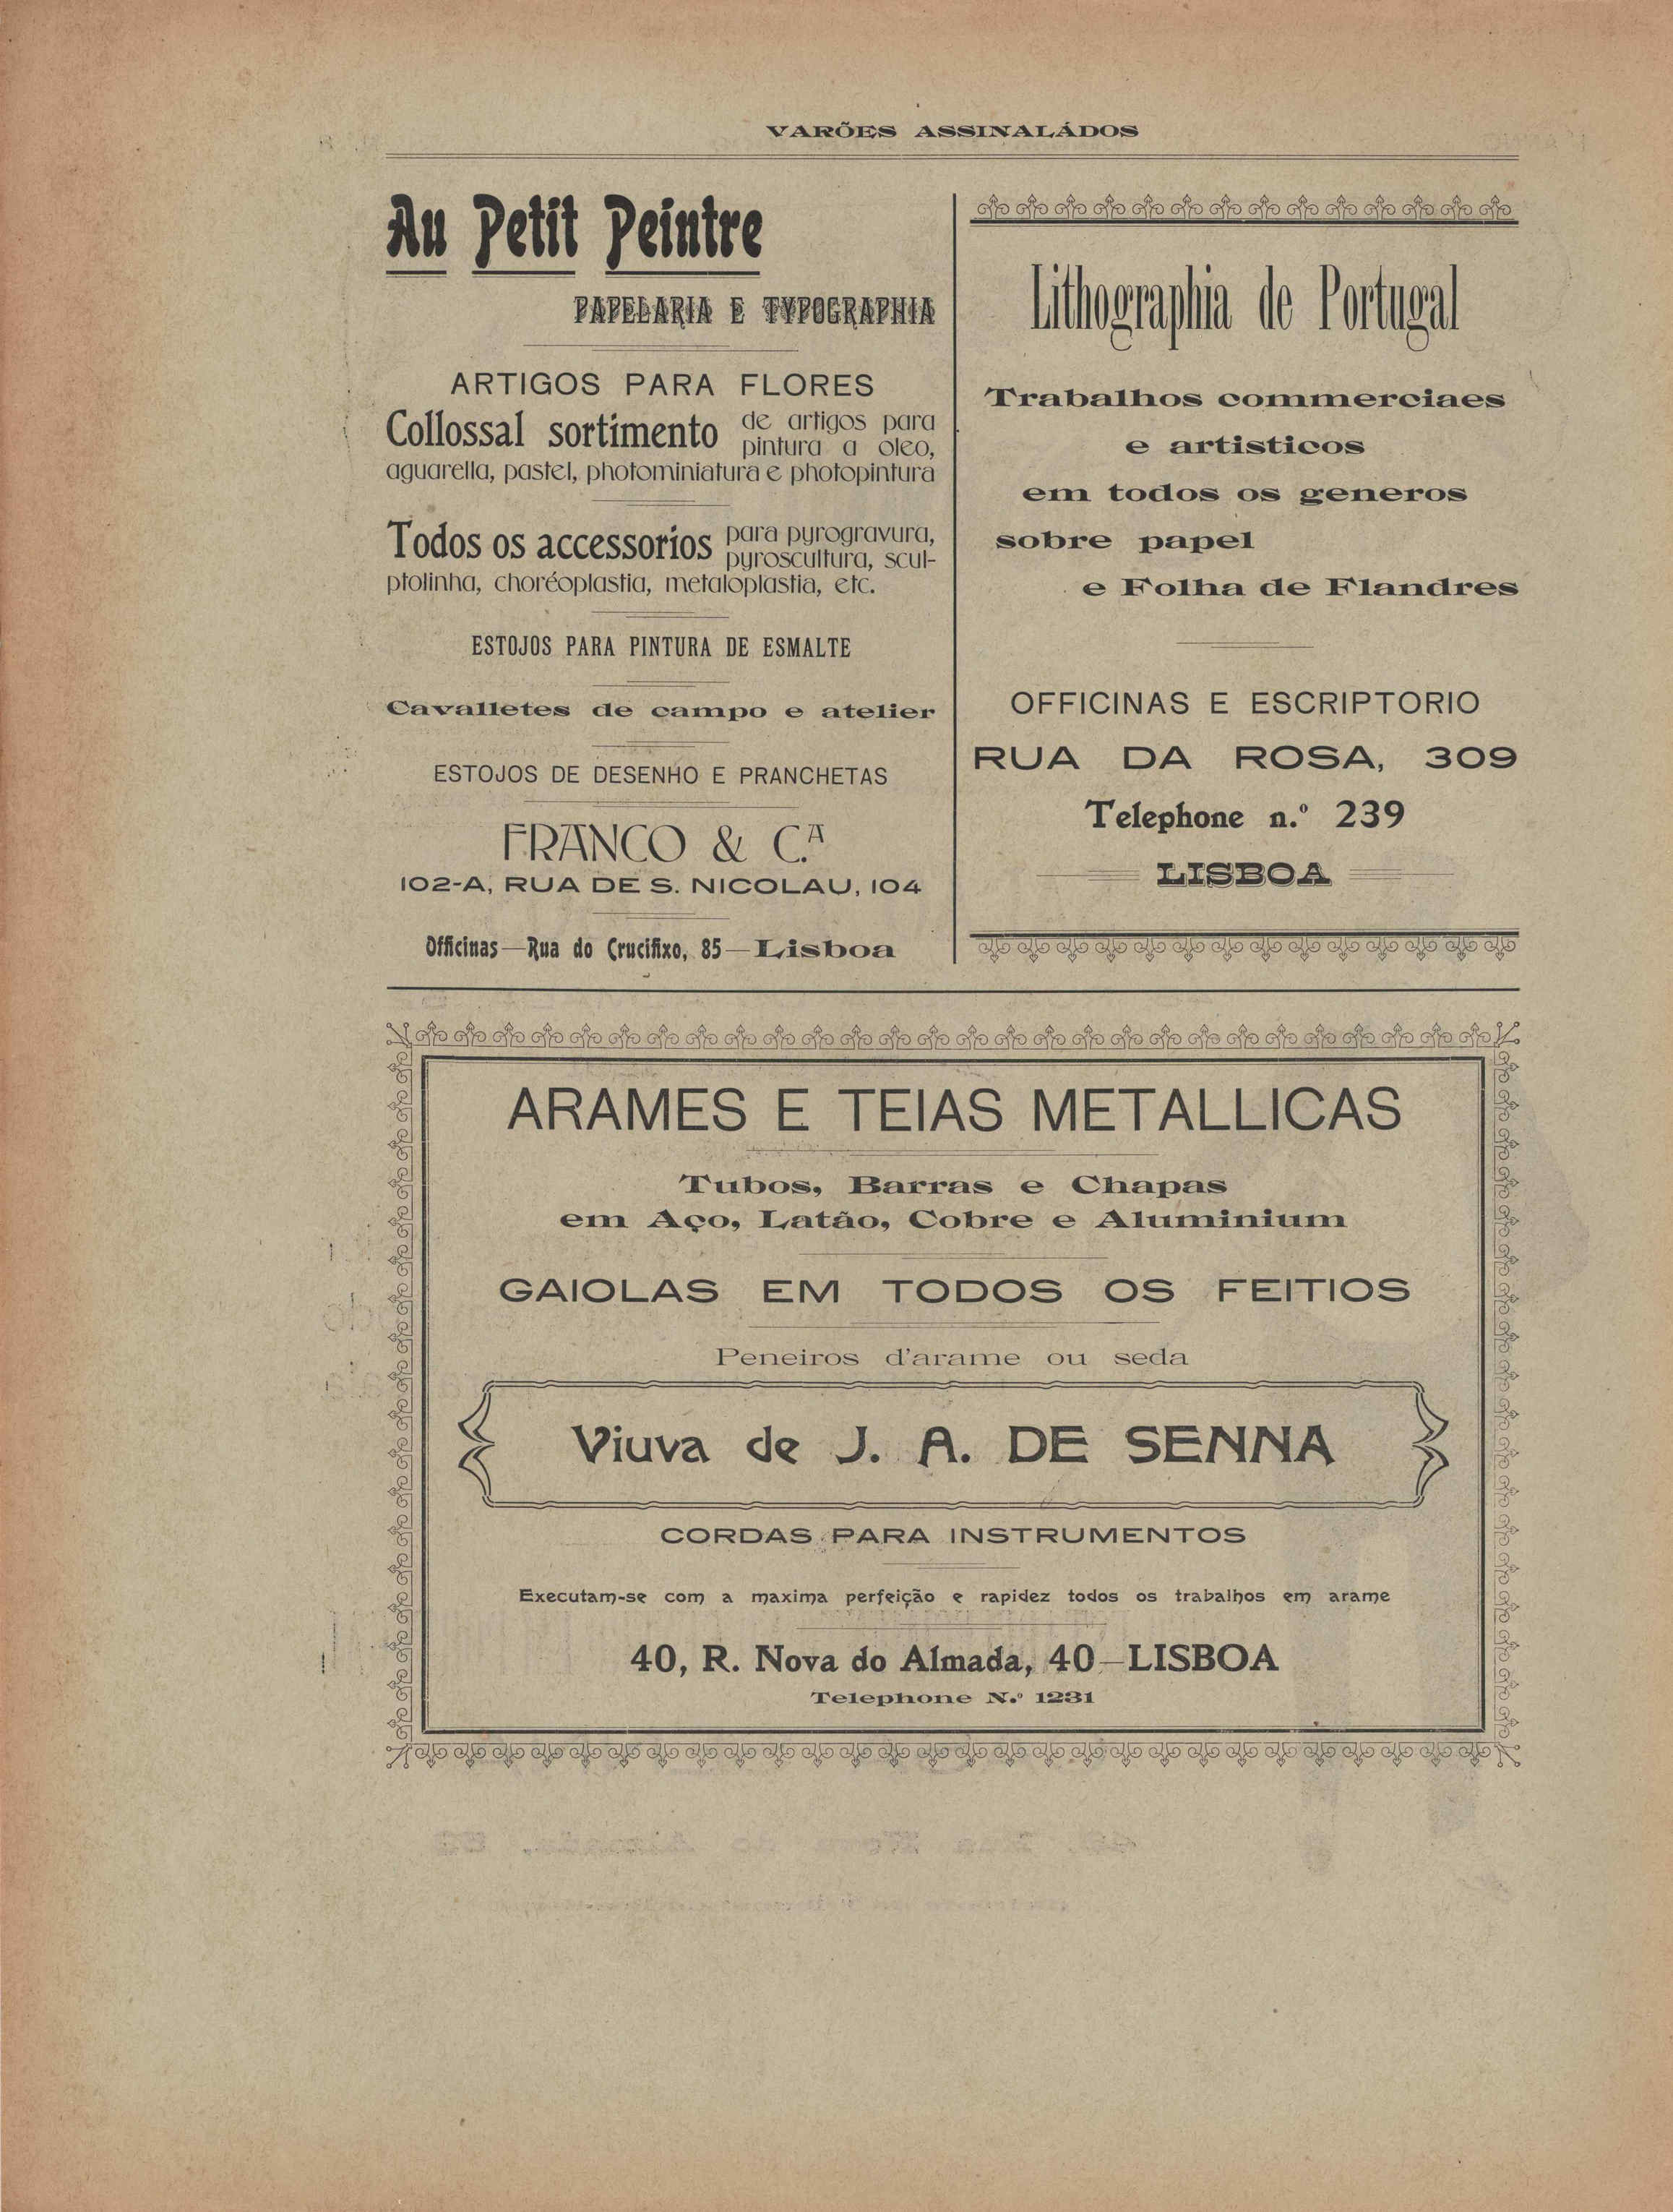 VARÕES ASSINALÁDOS
Au Petit Peintre
PAPELARIA E TYPOGRAPHIA
ARTIGOS PARA FLORES
Collossal sortimento de artigos para
pintura a oleo,
aguarella, pastel, photominiatura e photopintura
Todos os accessorios para pyrogravura,
pyroscultura, scul-
ptolinha, choréoplastia, metaloplastia, etc.
ESTOJOS PARA PINTURA DE ESMALTE
Cavalletes de campo e atelier
ESTOJOS DE DESENHO E PRANCHETAS
FRANCO & C.A
102-A, RUA DE S. NICOLAU, 104
Officinas—Rua do Crucifixo, 85—Lisboa
Lithographia de Portugal
Trabalhos commerciaes
e artisticos
em todos os generos
sobre papel
e Folha de Flandres
OFFICINAS E ESCRIPTORIO
RUA DA ROSA, 309
Telephone n.º 239
LISBOA
ARAMES E TEIAS METALLICAS
Tubos, Barras e Chapas
em Aço, Latão, Cobre e Aluminium
GAIOLAS EM TODOS OS FEITIOS
Peneiros d'arame ou seda
Viuva de J. A. DE SENNA
CORDAS PARA INSTRUMENTOS
Executam-se com a maxima perfeição e rapidez todos os trabalhos em arame
40, R. Nova do Almada, 40—LISBOA
Telephone N.º 1231